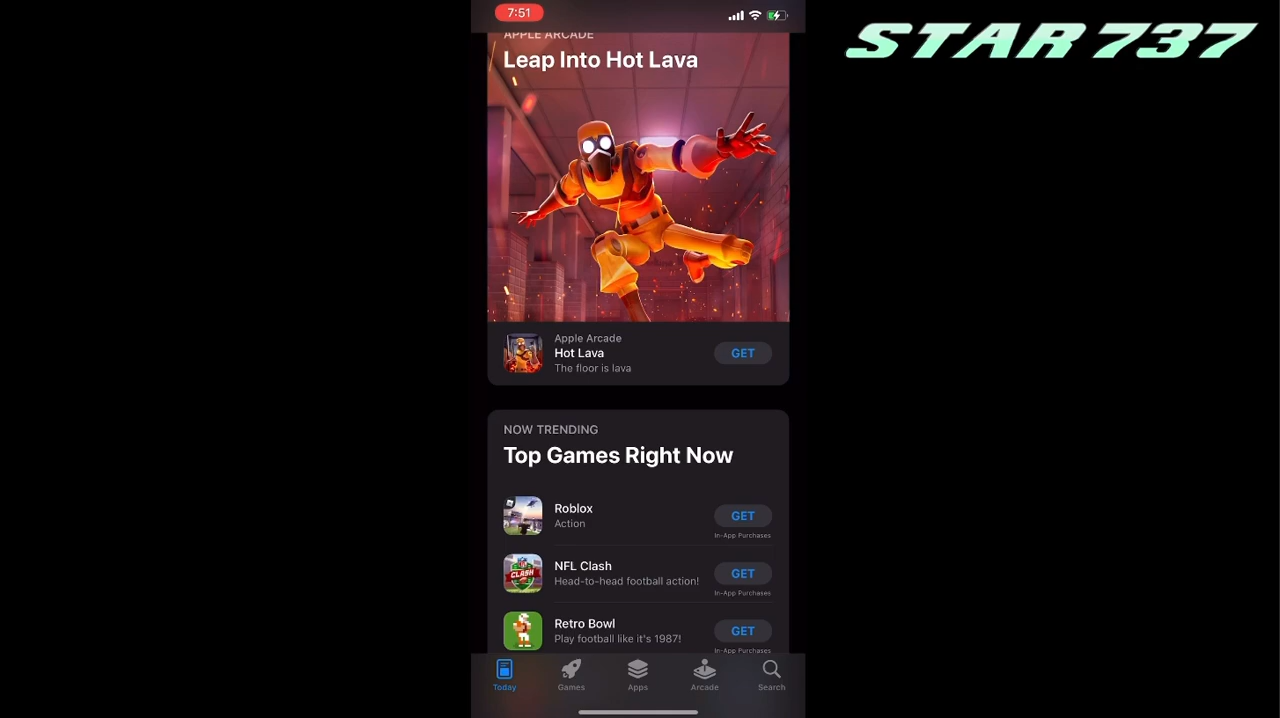 7:51
STAR 737
APPLE ARCADE
Leap Into Hot Lava
Apple Arcade
Hot Lava
The floor is lava
GET
NOW TRENDING
Top Games Right Now
Roblox
Action
GET
In-App Purchases
NFL Clash
Head-to-head football action!
GET
In-App Purchases
Retro Bowl
Play football like it's 1987!
GET
In-App Purchases
Today
Games
Apps
Arcade
Search